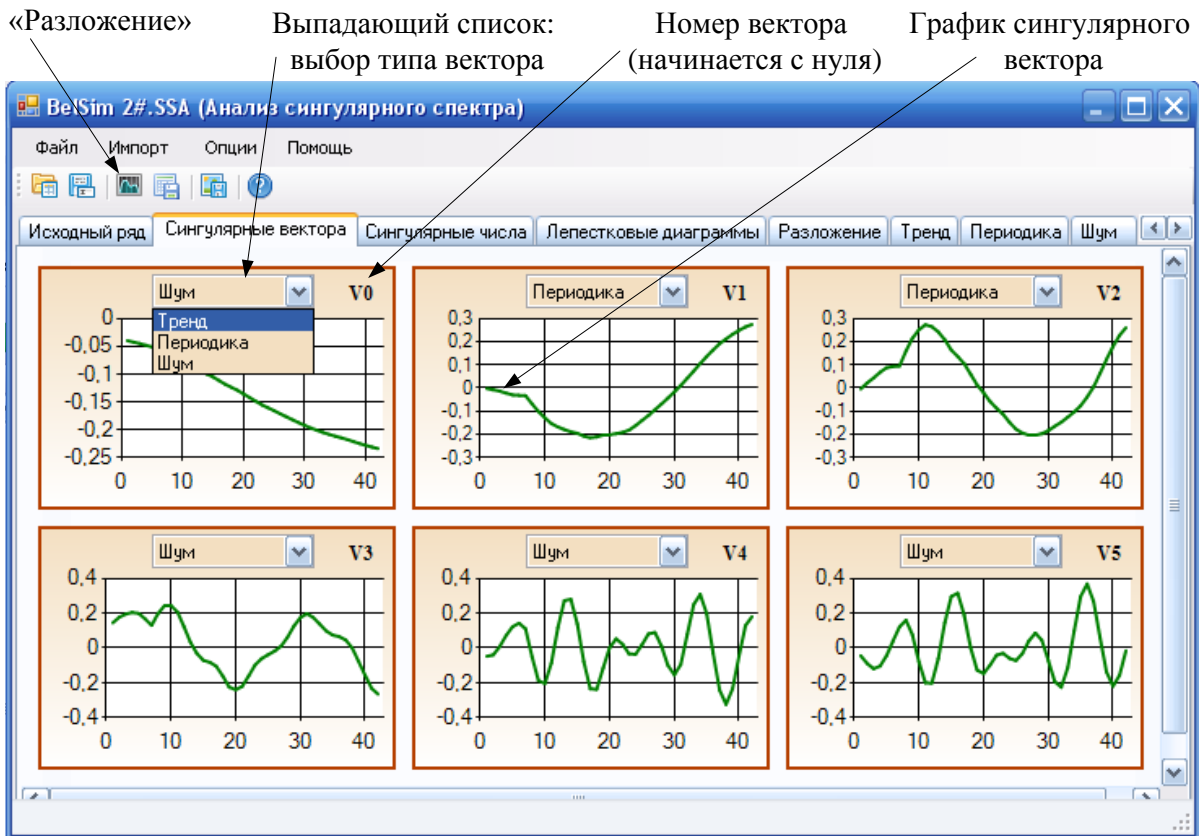 «Разложение»
Выпадающий список:
выбор типа вектора
Номер вектора
(начинается с нуля)
График сингулярного
вектора
BelSim 2#.SSA (Анализ сингулярного спектра)
Файл Импорт Опции Помощь
Исходный ряд Сингулярные вектора Сингулярные числа Лепестковые диаграммы Разложение Тренд Периодика Шум
Шум V0
Тренд
Периодика
Шум
0
-0,05
-0,1
-0,15
-0,2
-0,25
0 10 20 30 40
Периодика V1
0,3
0,2
0,1
0
-0,1
-0,2
-0,3
0 10 20 30 40
Периодика V2
0,3
0,2
0,1
0
-0,1
-0,2
-0,3
0 10 20 30 40
Шум V3
0,4
0,2
0
-0,2
-0,4
0 10 20 30 40
Шум V4
0,4
0,2
0
-0,2
-0,4
0 10 20 30 40
Шум V5
0,4
0,2
0
-0,2
-0,4
0 10 20 30 40